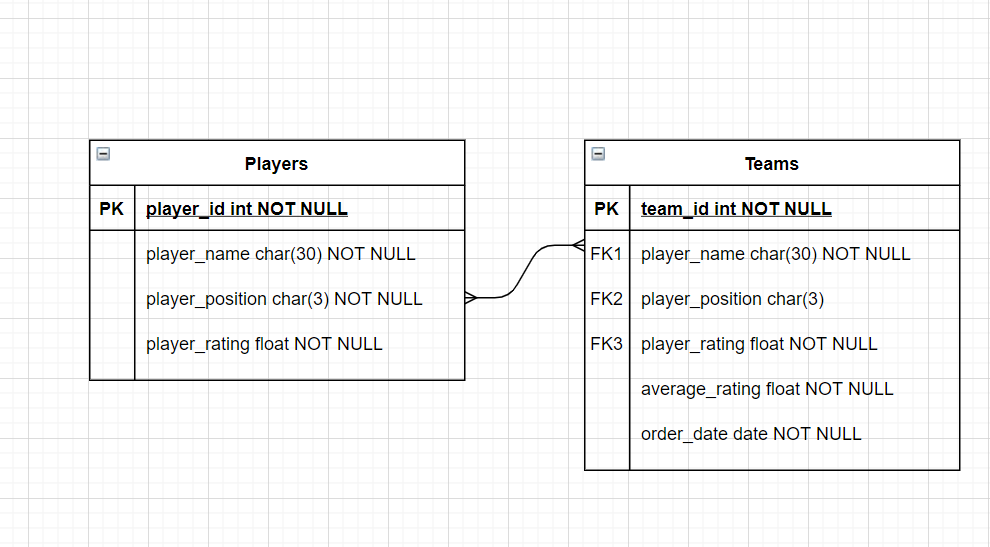 Players
PK player_id int NOT NULL
player_name char(30) NOT NULL
player_position char(3) NOT NULL
player_rating float NOT NULL
Teams
PK team_id int NOT NULL
FK1 player_name char(30) NOT NULL
FK2 player_position char(3)
FK3 player_rating float NOT NULL
average_rating float NOT NULL
order_date date NOT NULL